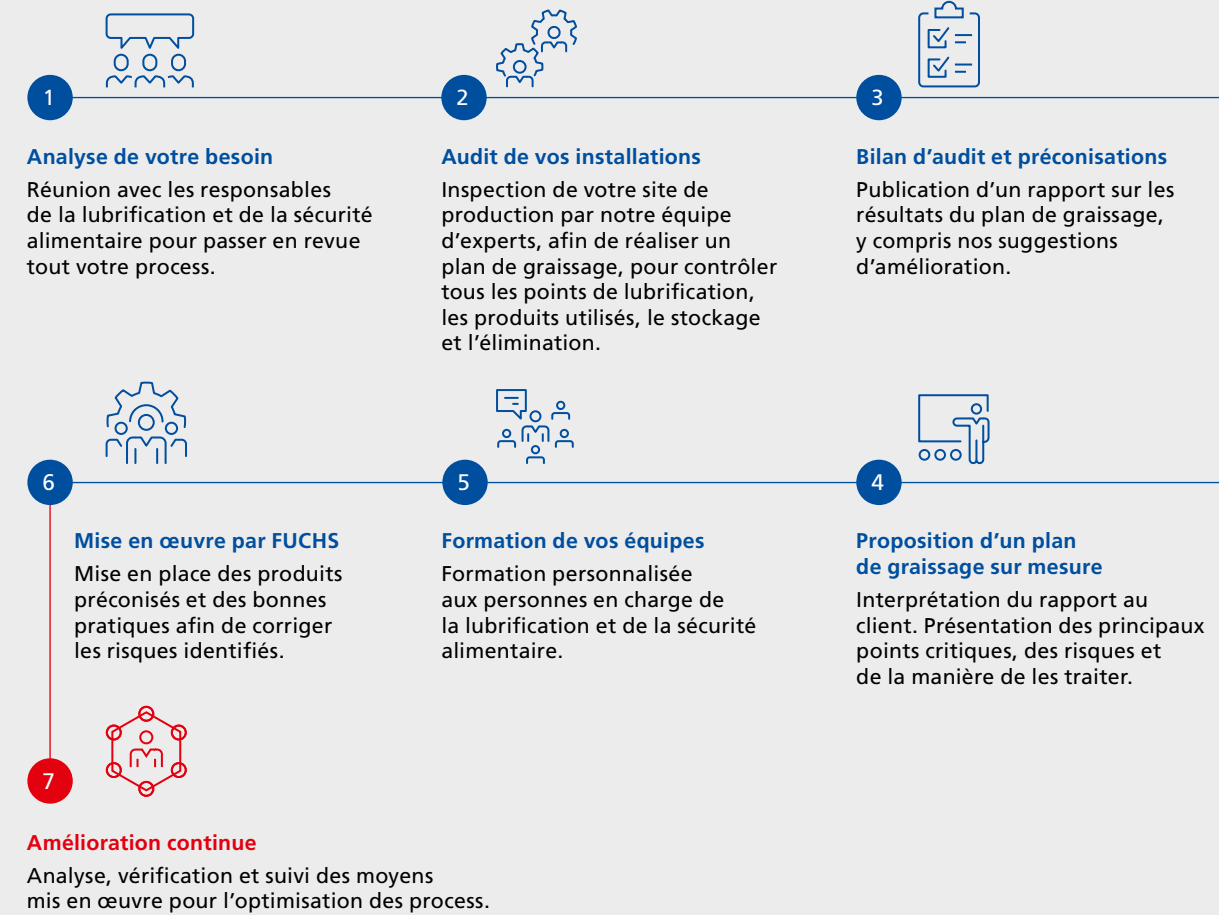 1
Analyse de votre besoin
Réunion avec les responsables
de la lubrification et de la sécurité
alimentaire pour passer en revue
tout votre process.
2
Audit de vos installations
Inspection de votre site de
production par notre équipe
d’experts, afin de réaliser un
plan de graissage, pour contrôler
tous les points de lubrification,
les produits utilisés, le stockage
et l’élimination.
3
Bilan d’audit et préconisations
Publication d’un rapport sur les
résultats du plan de graissage,
y compris nos suggestions
d’amélioration.
4
Proposition d’un plan
de graissage sur mesure
Interprétation du rapport au
client. Présentation des principaux
points critiques, des risques et
de la manière de les traiter.
5
Formation de vos équipes
Formation personnalisée
aux personnes en charge de
la lubrification et de la sécurité
alimentaire.
6
Mise en œuvre par FUCHS
Mise en place des produits
préconisés et des bonnes
pratiques afin de corriger
les risques identifiés.
7
Amélioration continue
Analyse, vérification et suivi des moyens
mis en œuvre pour l’optimisation des process.